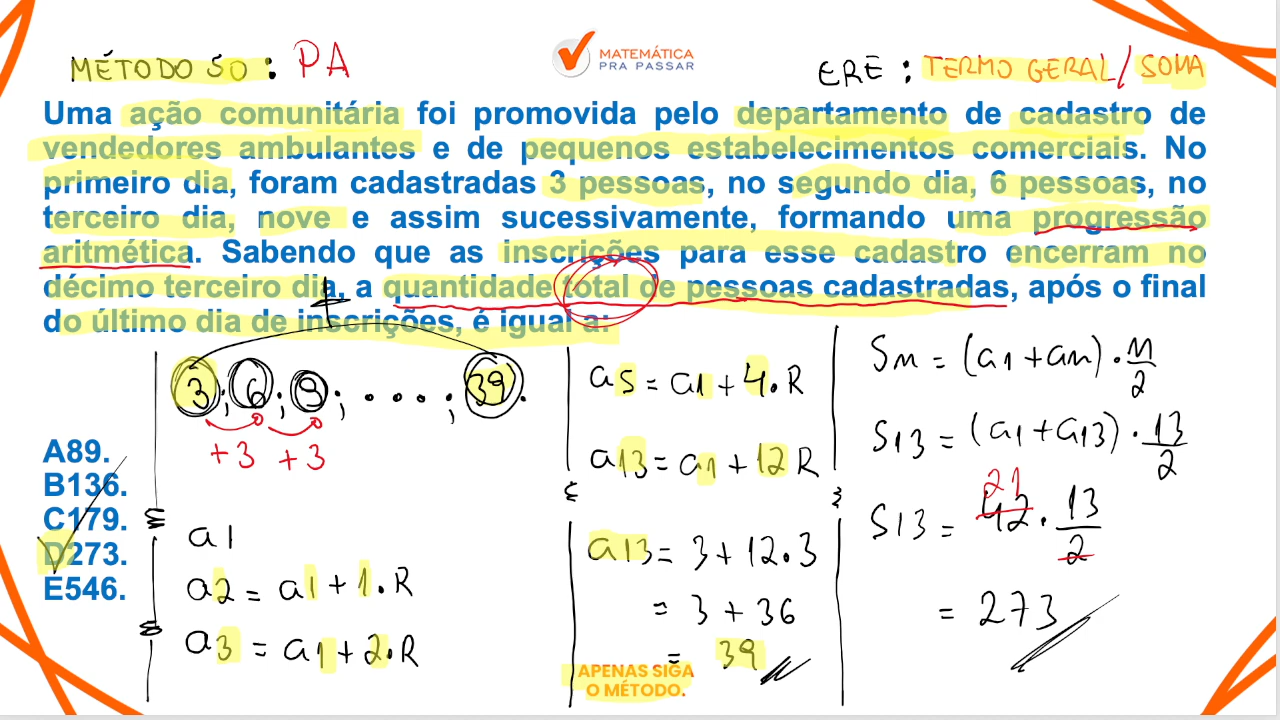 MÉTODO 50 : PA
MATEMÁTICA
PRA PASSAR
ERE : TERMO GERAL / SOMA
Uma ação comunitária foi promovida pelo departamento de cadastro de
vendedores ambulantes e de pequenos estabelecimentos comerciais. No
primeiro dia, foram cadastradas 3 pessoas, no segundo dia, 6 pessoas, no
terceiro dia, nove e assim sucessivamente, formando uma progressão
aritmética. Sabendo que as inscrições para esse cadastro encerram no
décimo terceiro dia, a quantidade total de pessoas cadastradas, após o final
do último dia de inscrições, é igual a:
A89.
B136.
C179.
D273.
E546.
3 ; 6 ; 9 ; . . . . ; 39 .
+3 +3
a1
a2 = a1 + 1.R
a3 = a1 + 2.R
a5 = a1 + 4.R
a13 = a1 + 12R
a13 = 3 + 12.3
= 3 + 36
= 39
Sn = (a1 + an) . n/2
S13 = (a1 + a13) . 13/2
21
S13 = 42 . 13/2
= 273
APENAS SIGA
O MÉTODO.